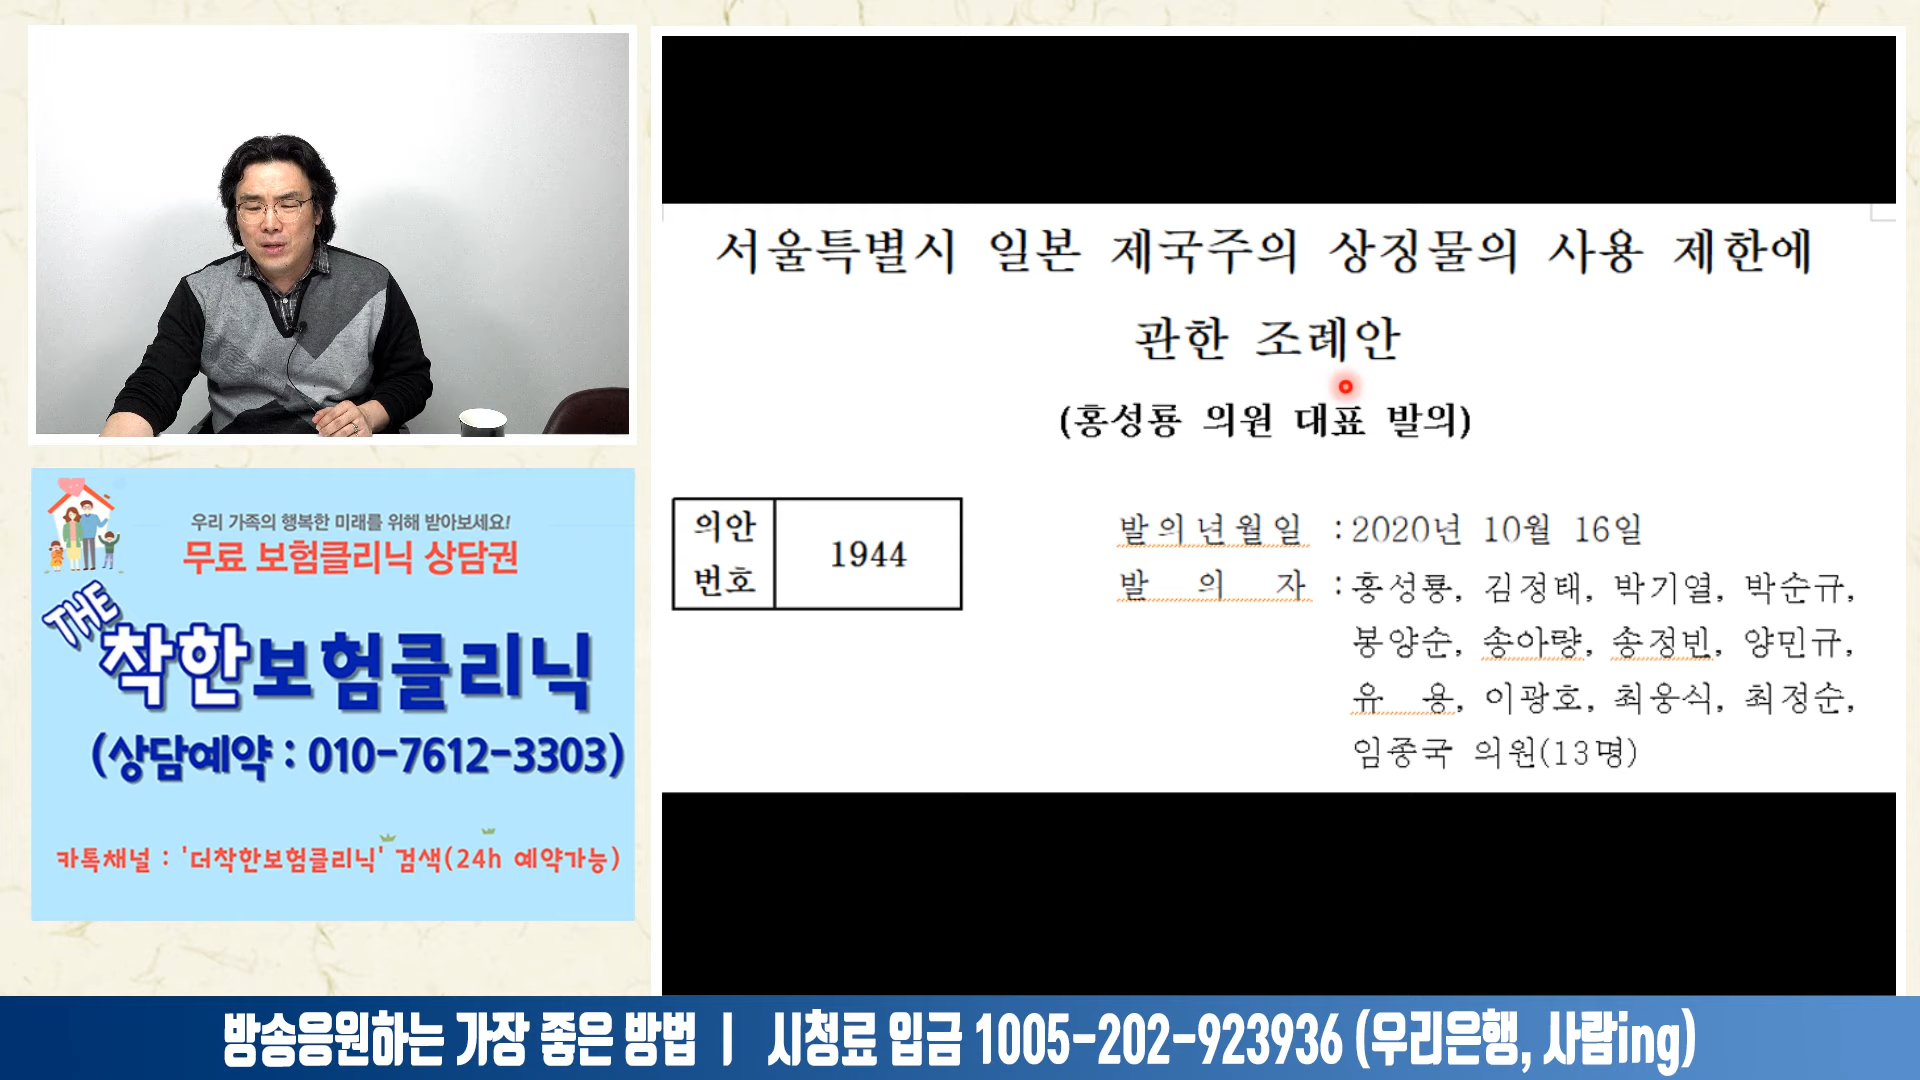 서울특별시 일본 제국주의 상징물의 사용 제한에
관한 조례안
(홍성룡 의원 대표 발의)
의안
번호
1944
발의년월일 : 2020년 10월 16일
발 의 자 : 홍성룡, 김정태, 박기열, 박순규,
봉양순, 송아량, 송정빈, 양민규,
유 용, 이광호, 최웅식, 최정순,
임종국 의원(13명)
우리 가족의 행복한 미래를 위해 받아보세요!
무료 보험클리닉 상담권
THE
착한보험클리닉
(상담예약 : 010-7612-3303)
카톡채널 : '더착한보험클리닉' 검색(24h 예약가능)
방송응원하는 가장 좋은 방법 ㅣ 시청료 입금 1005-202-923936 (우리은행, 사람ing)